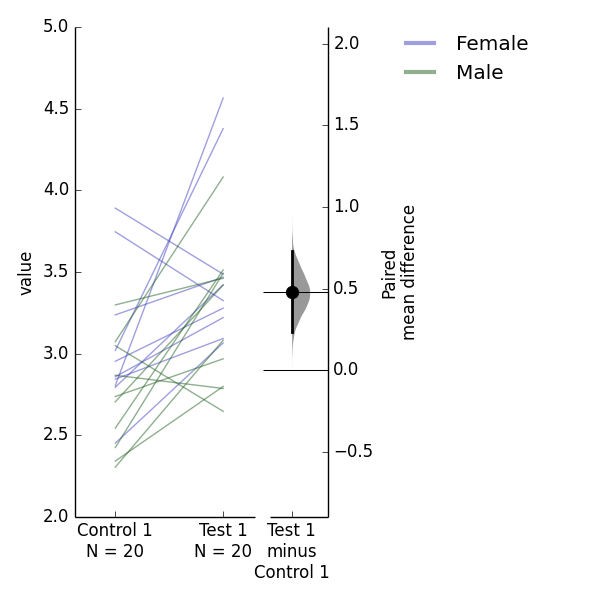 5.0
4.5
4.0
3.5
3.0
2.5
2.0
value
Control 1
N = 20
Test 1
N = 20
2.0
1.5
1.0
0.5
0.0
−0.5
Paired
mean difference
Test 1
minus
Control 1
Female
Male